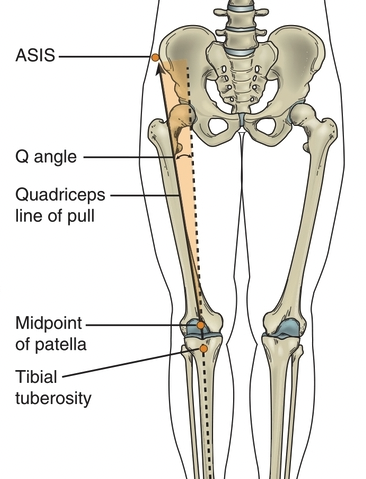 ASIS
Q angle
Quadriceps
line of pull
Midpoint
of patella
Tibial
tuberosity